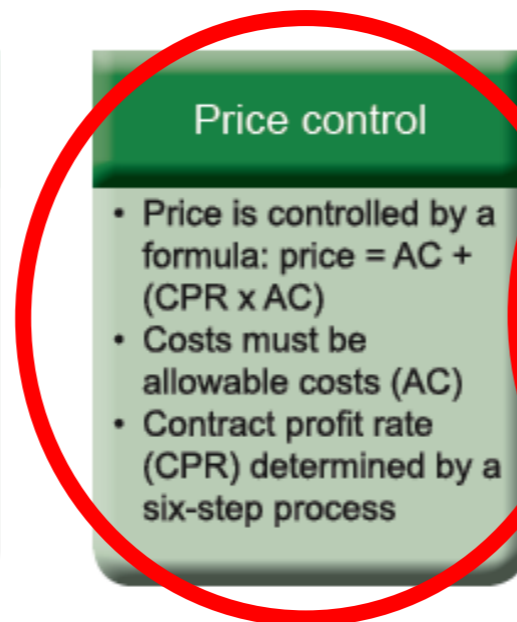 Price control
• Price is controlled by a
formula: price = AC +
(CPR x AC)
• Costs must be
allowable costs (AC)
• Contract profit rate
(CPR) determined by a
six-step process